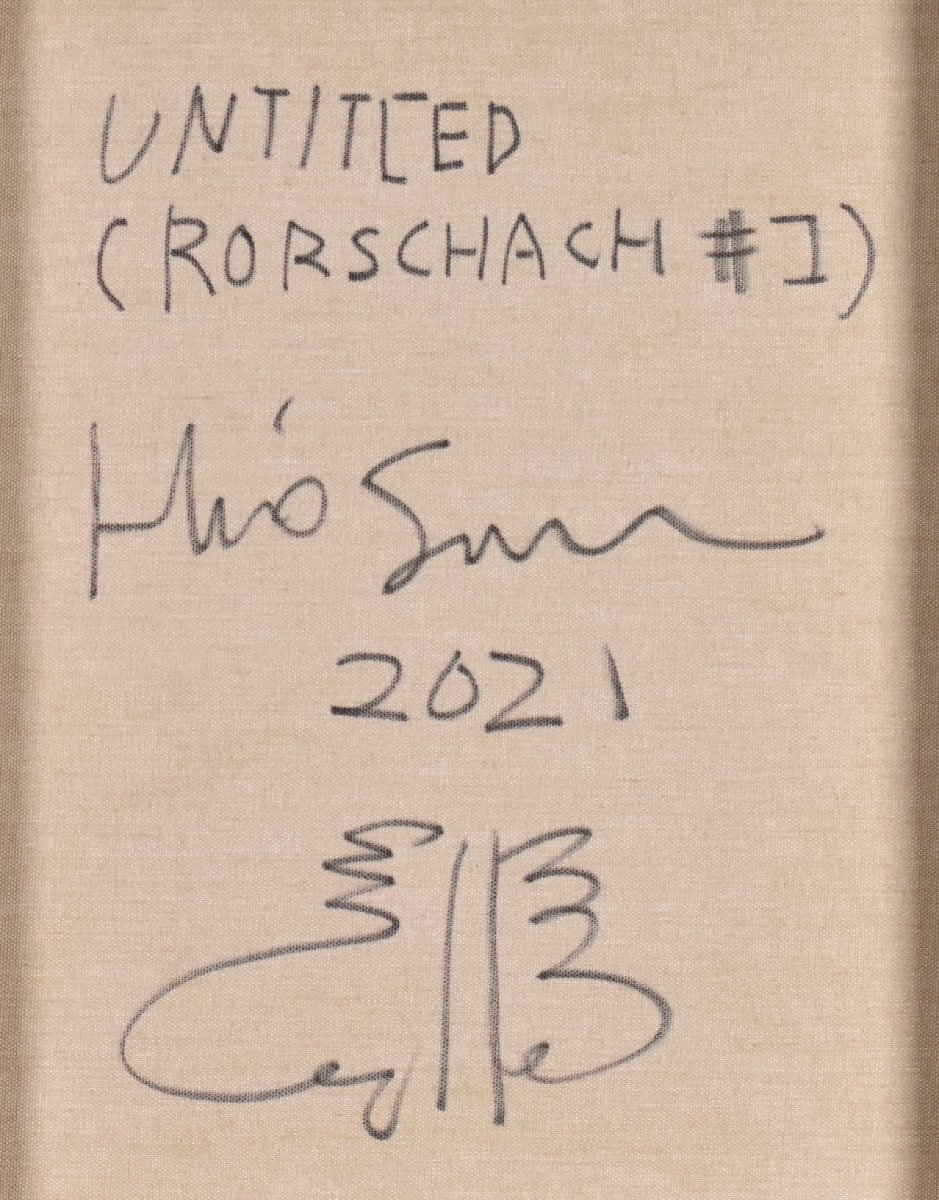 UNTITLED
(RORSCHACH #1)
2021